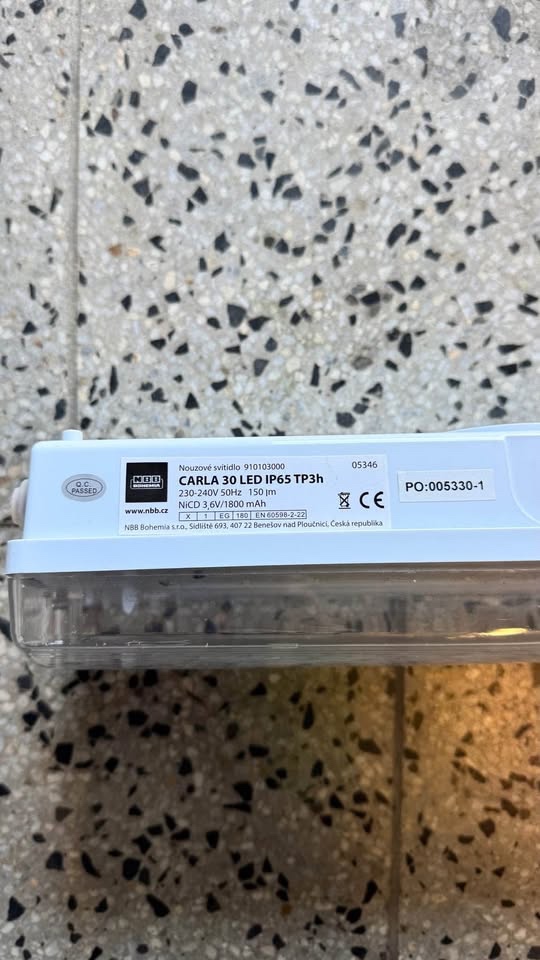 Q.C.
PASSED
NBB
BOHEMIA
www.nbb.cz
Nouzové svítidlo 910103000
05346
CARLA 30 LED IP65 TP3h
230-240V 50Hz 150 lm
NiCD 3,6V/1800 mAh
X 1 EG 180 EN 60598-2-22
CE
NBB Bohemia s.r.o., Sídliště 693, 407 22 Benešov nad Ploučnicí, Česká republika
PO:005330-1